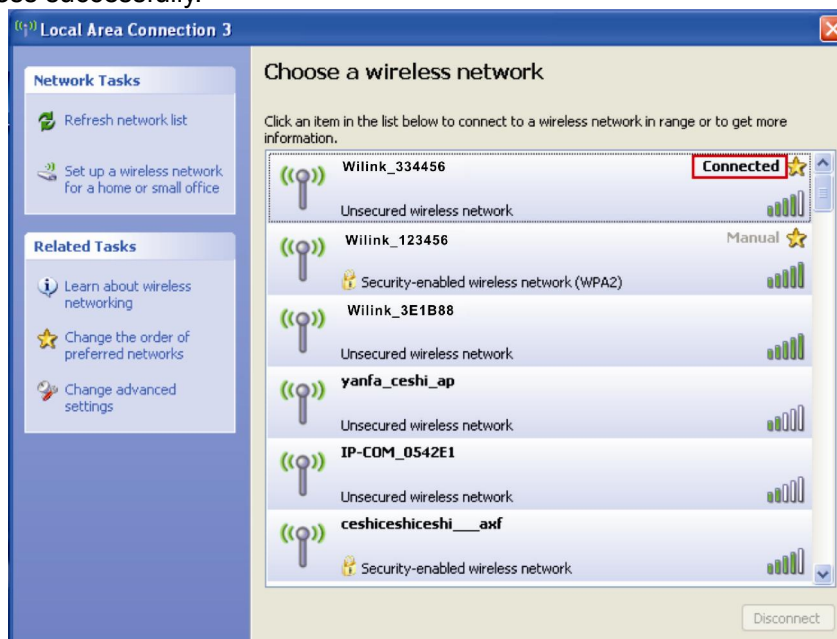 ess successfully.
Local Area Connection 3
Network Tasks
Refresh network list
Set up a wireless network
for a home or small office
Related Tasks
Learn about wireless
networking
Change the order of
preferred networks
Change advanced
settings
Choose a wireless network
Click an item in the list below to connect to a wireless network in range or to get more
information.
Wilink_334456
Connected
Unsecured wireless network
Wilink_123456
Manual
Security-enabled wireless network (WPA2)
Wilink_3E1B88
Unsecured wireless network
yanfa_ceshi_ap
Unsecured wireless network
IP-COM_0542E1
Unsecured wireless network
ceshiceshiceshi___axf
Security-enabled wireless network
Disconnect